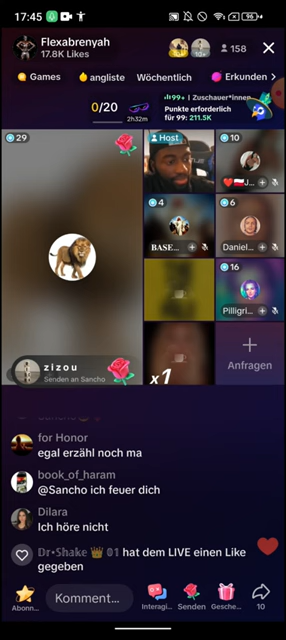 17:45
96
Flexabrenyah
17.8K Likes
158
Games
angliste
Wöchentlich
Erkunden
0/20
2h32m
99+ | Zuschauer*innen
Punkte erforderlich
für 99: 211.5K
29
Host
10
J...
4
BASE...
6
Daniel...
16
Pilligri...
z i z o u
Senden an Sancho
x1
Anfragen
for Honor
egal erzähl noch ma
book_of_haram
@Sancho ich feuer dich
Dilara
Ich höre nicht
Dr•Shake 👑 01 hat dem LIVE einen Like
gegeben
Abonn...
Komment...
Interagi...
Senden
Gesche...
10